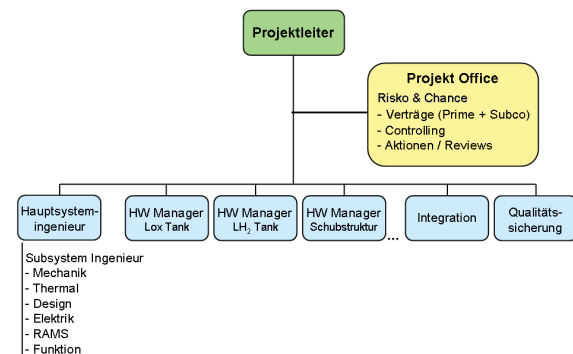 Projektleiter
Projekt Office
Risko & Chance
- Verträge (Prime + Subco)
- Controlling
- Aktionen / Reviews
Hauptsystem-
ingenieur
HW Manager
Lox Tank
HW Manager
LH₂ Tank
HW Manager
Schubstruktur
...
Integration
Qualitäts-
sicherung
Subsystem Ingenieur
- Mechanik
- Thermal
- Design
- Elektrik
- RAMS
- Funktion